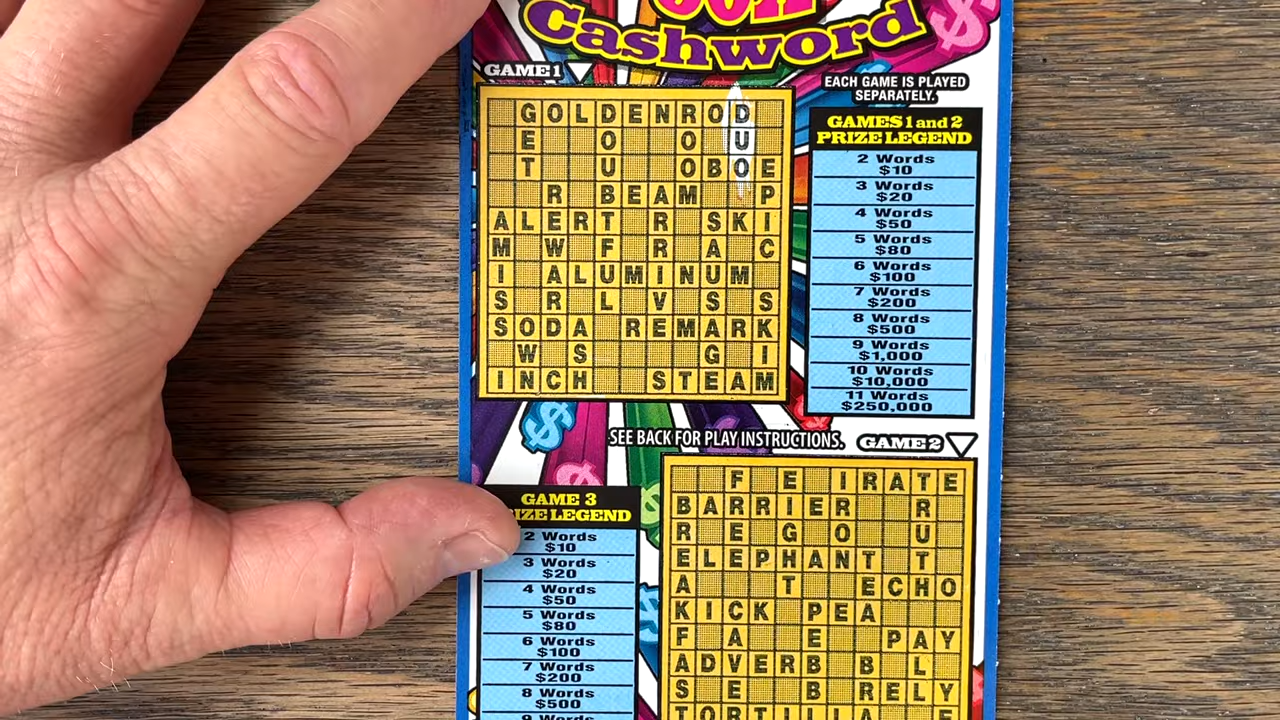 Cashword
GAME 1
EACH GAME IS PLAYED
SEPARATELY.
GOLDENROD
E O O U
T U OBOE
R BEAM P
ALERT R SKI
M W F R A C
I ALUMINUM
S R L V S S
SODA REMARK
W S G I
INCH STEAM
GAMES 1 and 2
PRIZE LEGEND
2 Words
$10
3 Words
$20
4 Words
$50
5 Words
$80
6 Words
$100
7 Words
$200
8 Words
$500
9 Words
$1,000
10 Words
$10,000
11 Words
$250,000
SEE BACK FOR PLAY INSTRUCTIONS.
GAME 2
GAME 3
IZE LEGEND
2 Words
$10
3 Words
$20
4 Words
$50
5 Words
$80
6 Words
$100
7 Words
$200
8 Words
$500
9 Words
F E IRATE
BARRIER R
R E G O U
ELEPHANT T
A T ECHO
KICK PEA
F A E PAY
ADVERB B L
S E B RELY
TORTILLA E